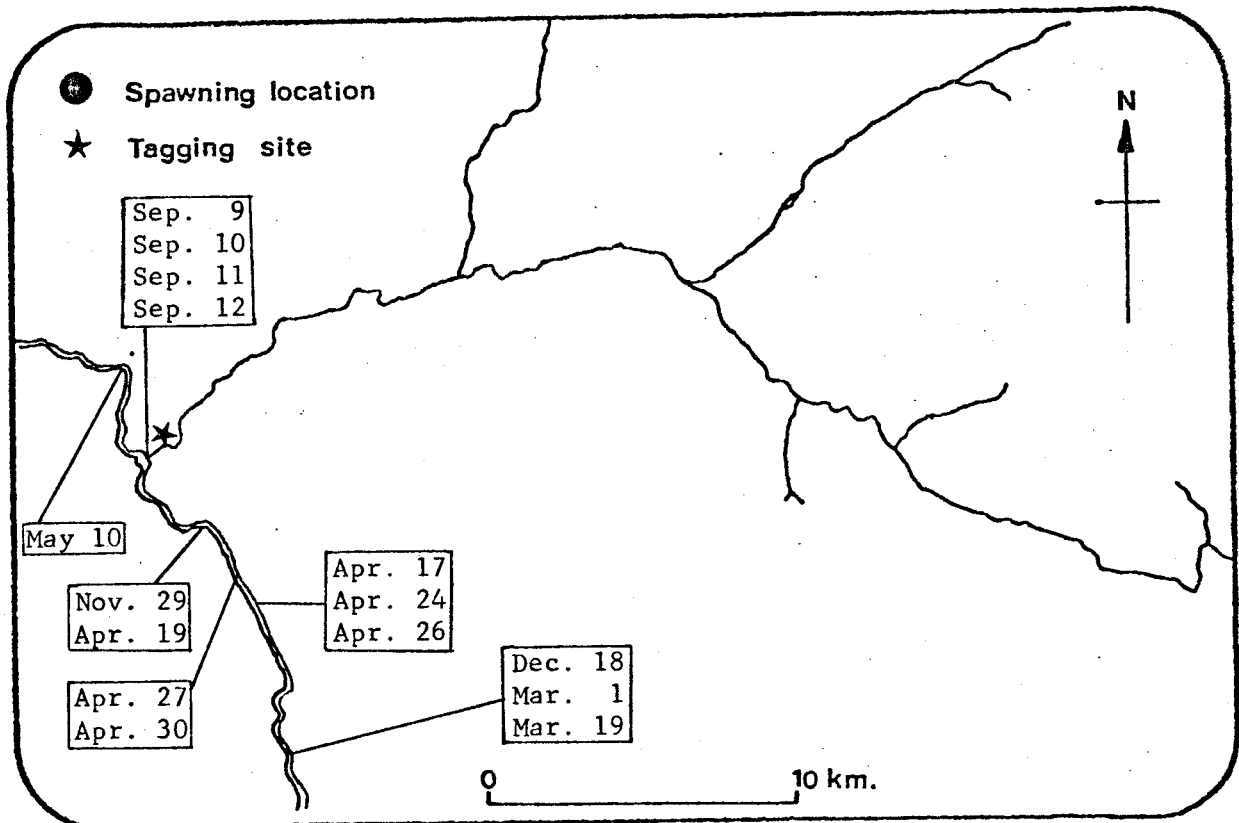 Spawning location
Tagging site
N
Sep. 9
Sep. 10
Sep. 11
Sep. 12
May 10
Nov. 29
Apr. 19
Apr. 17
Apr. 24
Apr. 26
Apr. 27
Apr. 30
Dec. 18
Mar. 1
Mar. 19
0 10 km.